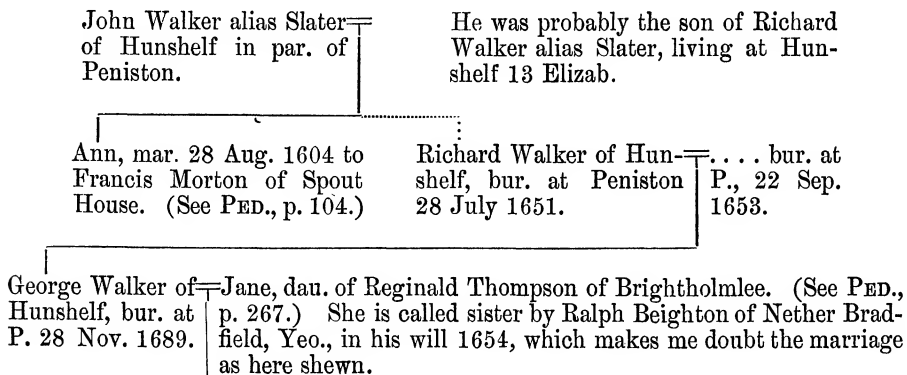 John Walker alias Slater
of Hunshelf in par. of
Peniston.
He was probably the son of Richard
Walker alias Slater, living at Hun-
shelf 13 Elizab.
Ann, mar. 28 Aug. 1604 to
Francis Morton of Spout
House. (See PED., p. 104.)
Richard Walker of Hun-
shelf, bur. at Peniston
28 July 1651.
. . . . bur. at
P., 22 Sep.
1653.
George Walker of
Hunshelf, bur. at
P. 28 Nov. 1689.
Jane, dau. of Reginald Thompson of Brightholmlee. (See PED.,
p. 267.) She is called sister by Ralph Beighton of Nether Brad-
field, Yeo., in his will 1654, which makes me doubt the marriage
as here shewn.